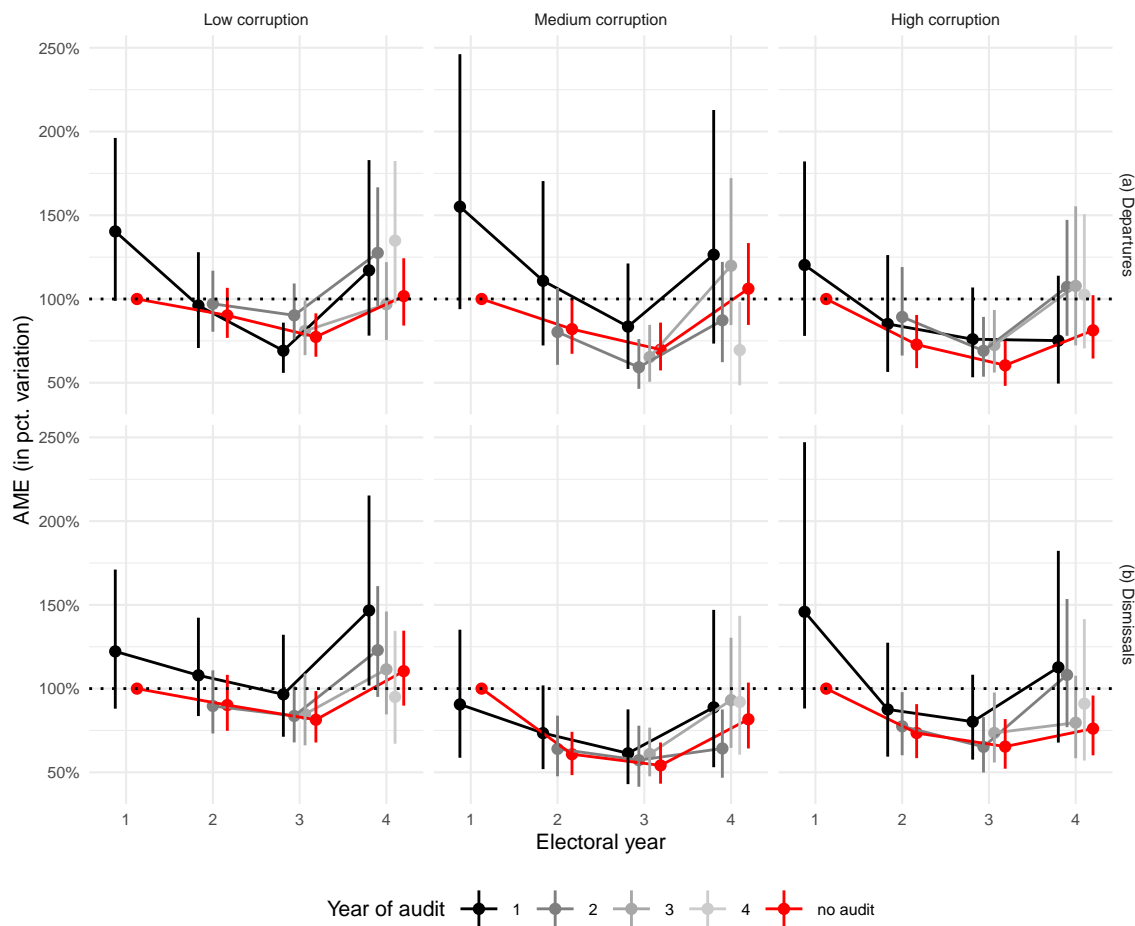 Low corruption
Medium corruption
High corruption
250%
200%
150%
100%
50%
(a) Departures
250%
200%
150%
100%
50%
(b) Dismissals
AME (in pct. variation)
1 2 3 4
1 2 3 4
1 2 3 4
Electoral year
Year of audit 1 2 3 4 no audit